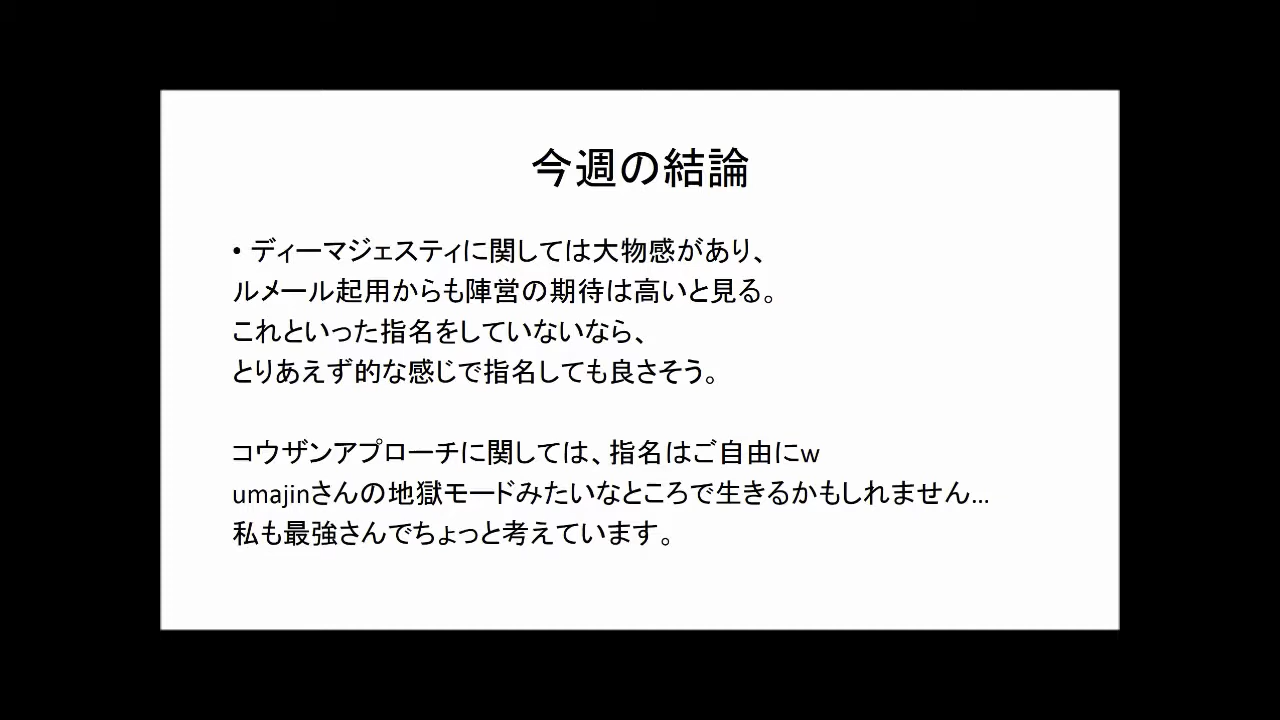 今週の結論
• ディーマジェスティに関しては大物感があり、
ルメール起用からも陣営の期待は高いと見る。
これといった指名をしていないなら、
とりあえず的な感じで指名しても良さそう。
コウザンアプローチに関しては、指名はご自由にw
umajinさんの地獄モードみたいなところで生きるかもしれません…
私も最強さんでちょっと考えています。